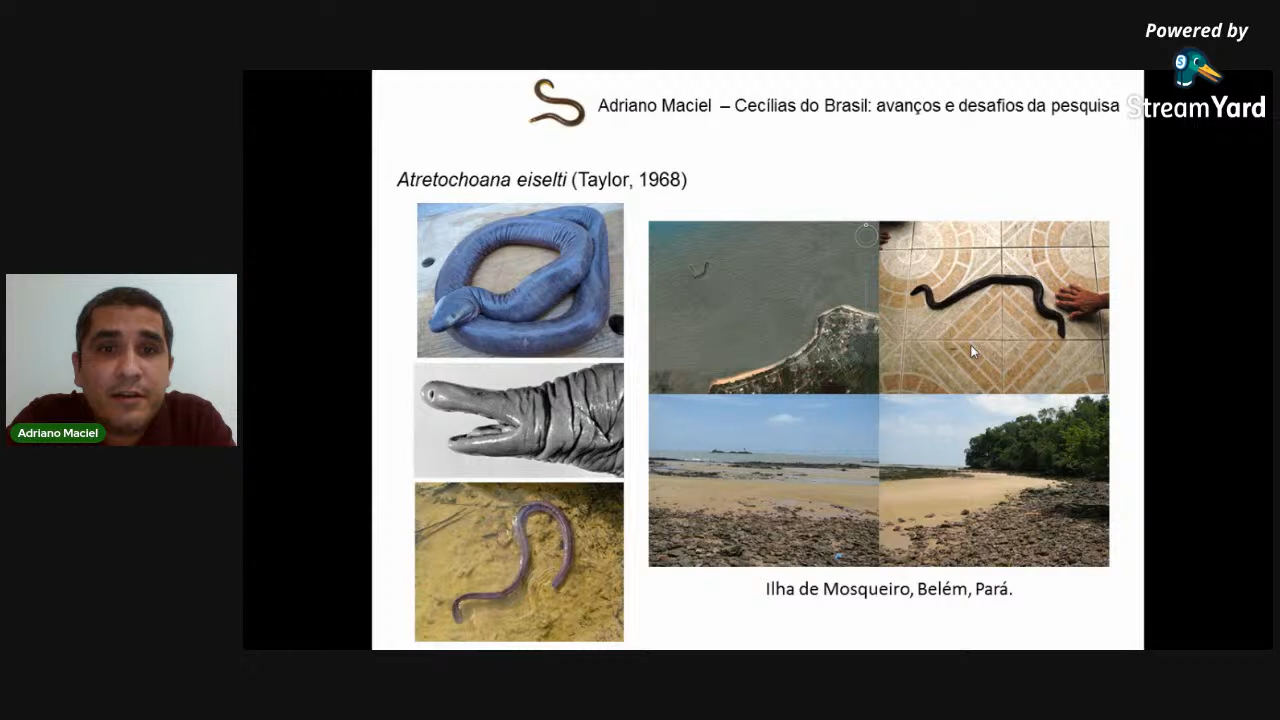 Powered by
StreamYard
Adriano Maciel – Cecílias do Brasil: avanços e desafios da pesquisa
Atretochoana eiselti (Taylor, 1968)
Adriano Maciel
Ilha de Mosqueiro, Belém, Pará.